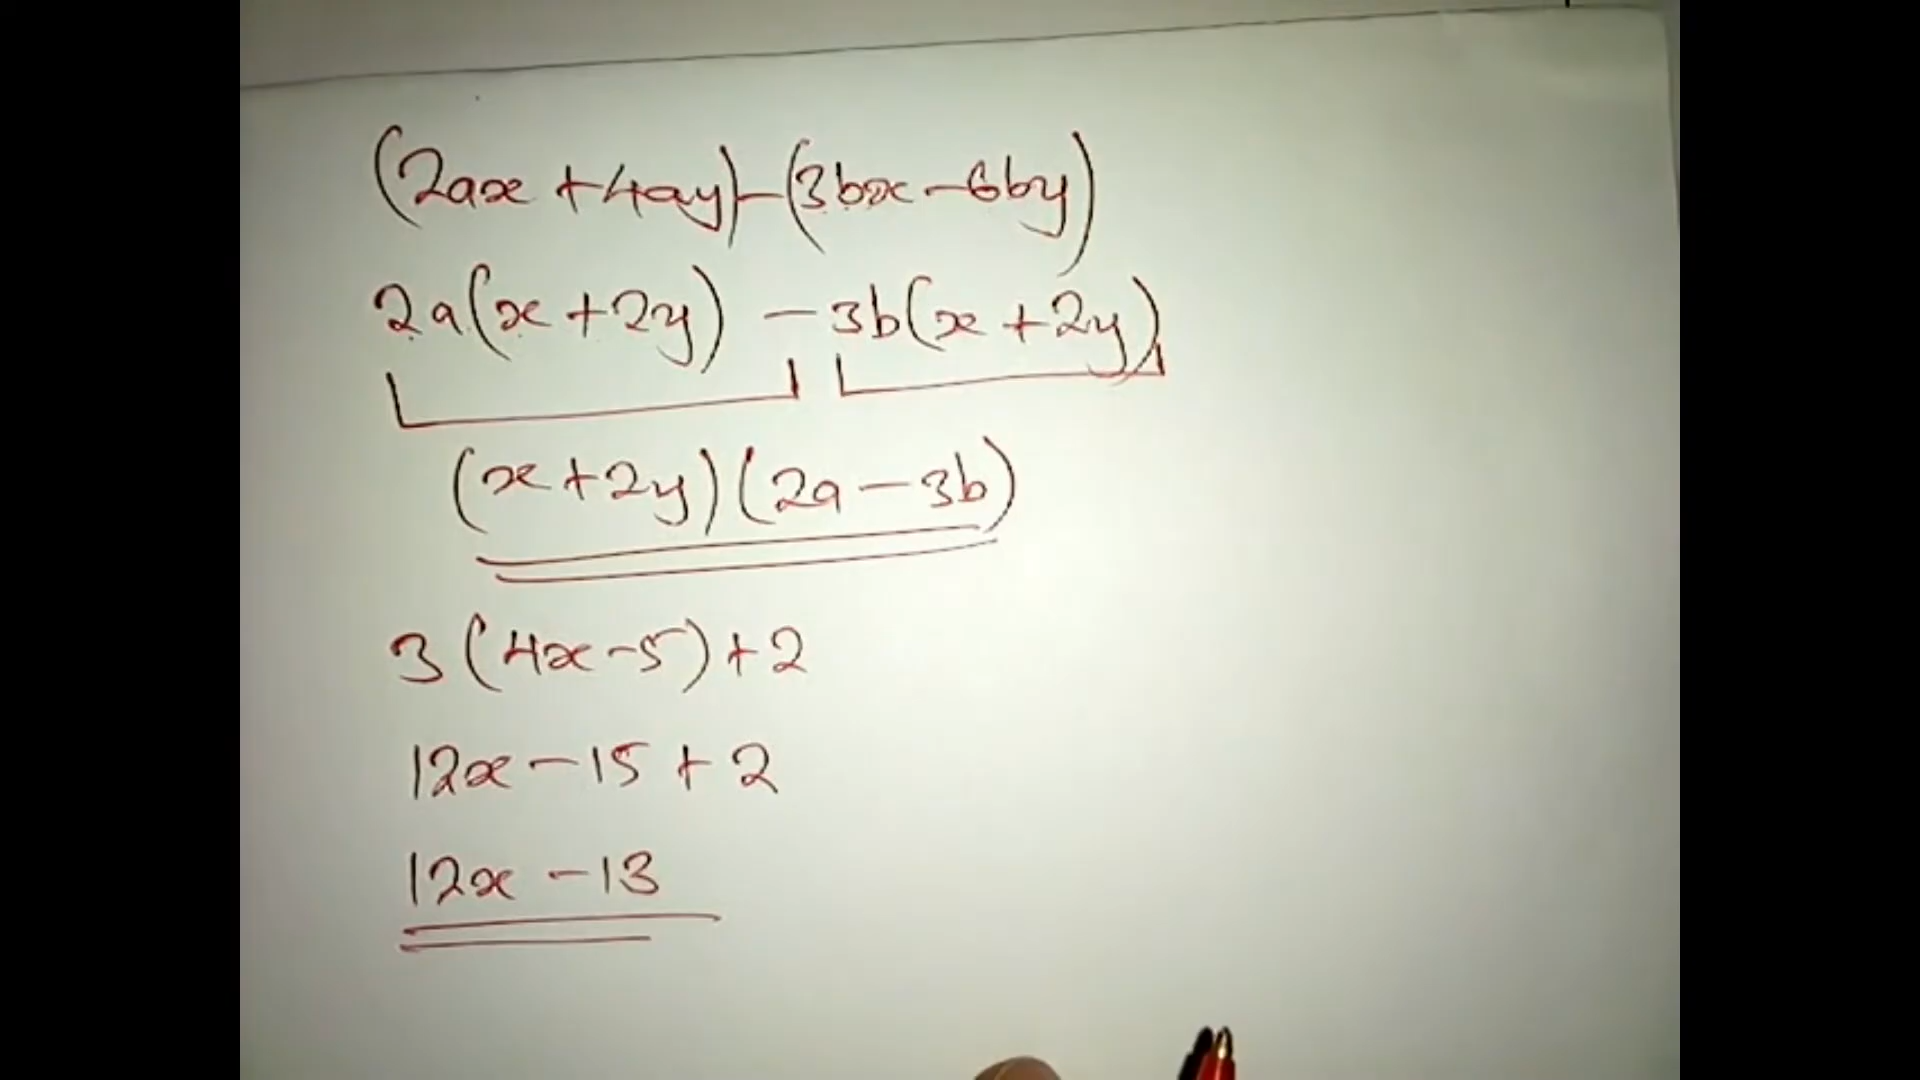 (2ax + 4ay) - (3bx - 6by)
2a(x + 2y) - 3b(x + 2y)
(x + 2y)(2a - 3b)
3(4x - 5) + 2
12x - 15 + 2
12x - 13